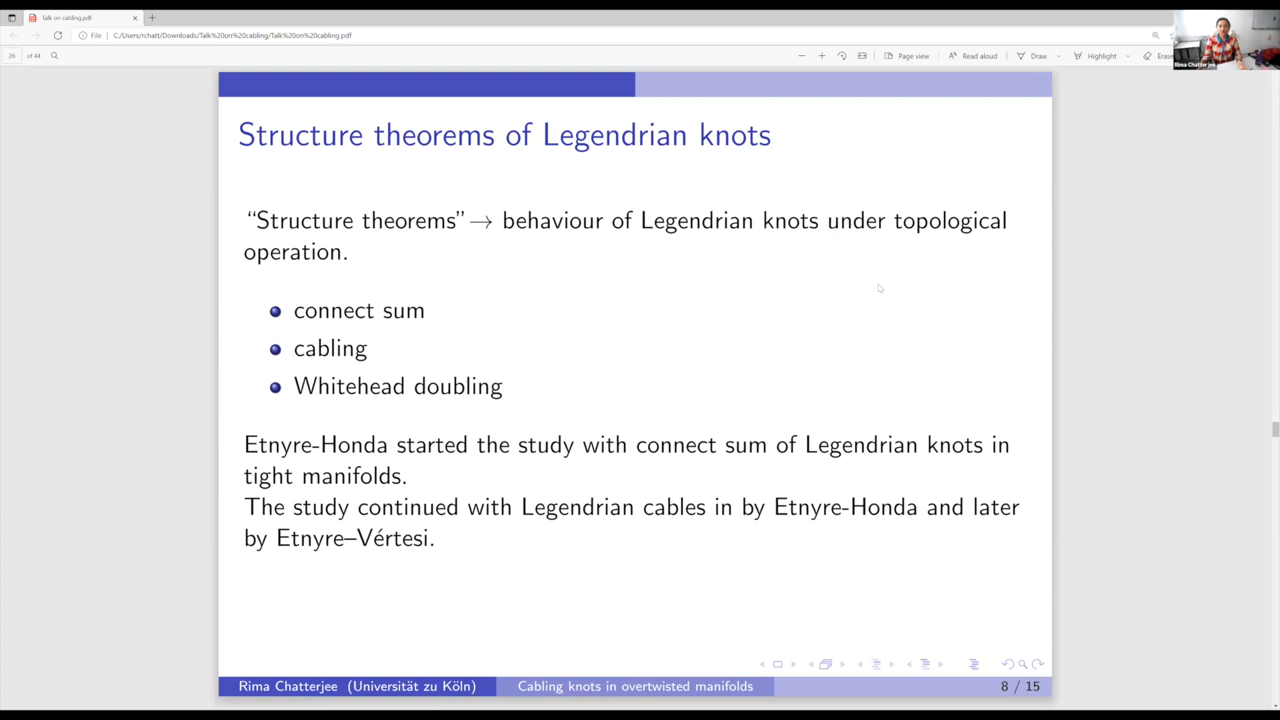 Talk on cabling.pdf
File
C:/Users/rchatt/Downloads/Talk%20on%20cabling/Talk%20on%20cabling.pdf
26 of 44
Page view
Read aloud
Draw
Highlight
Erase
Rima Chatterjee
Structure theorems of Legendrian knots
“Structure theorems”→ behaviour of Legendrian knots under topological
operation.
connect sum
cabling
Whitehead doubling
Etnyre-Honda started the study with connect sum of Legendrian knots in
tight manifolds.
The study continued with Legendrian cables in by Etnyre-Honda and later
by Etnyre–Vértesi.
Rima Chatterjee (Universität zu Köln)
Cabling knots in overtwisted manifolds
8 / 15